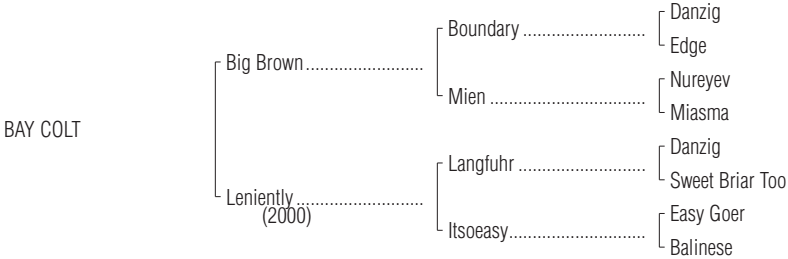 Danzig
Boundary ..........................
Edge
Big Brown.........................
Nureyev
Mien .................................
Miasma
BAY COLT
Danzig
Langfuhr ...........................
Sweet Briar Too
Leniently...........................
(2000)
Easy Goer
Itsoeasy.............................
Balinese